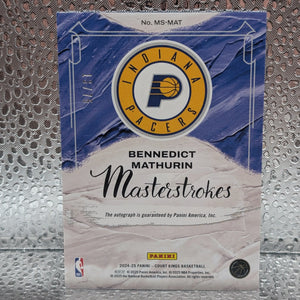 No. MS-MAT
INDIANA
PACERS
BENNEDICT
MATHURIN
Masterstrokes
The autograph is guaranteed by Panini America, Inc.
PANINI
2024-25 PANINI - COURT KINGS BASKETBALL